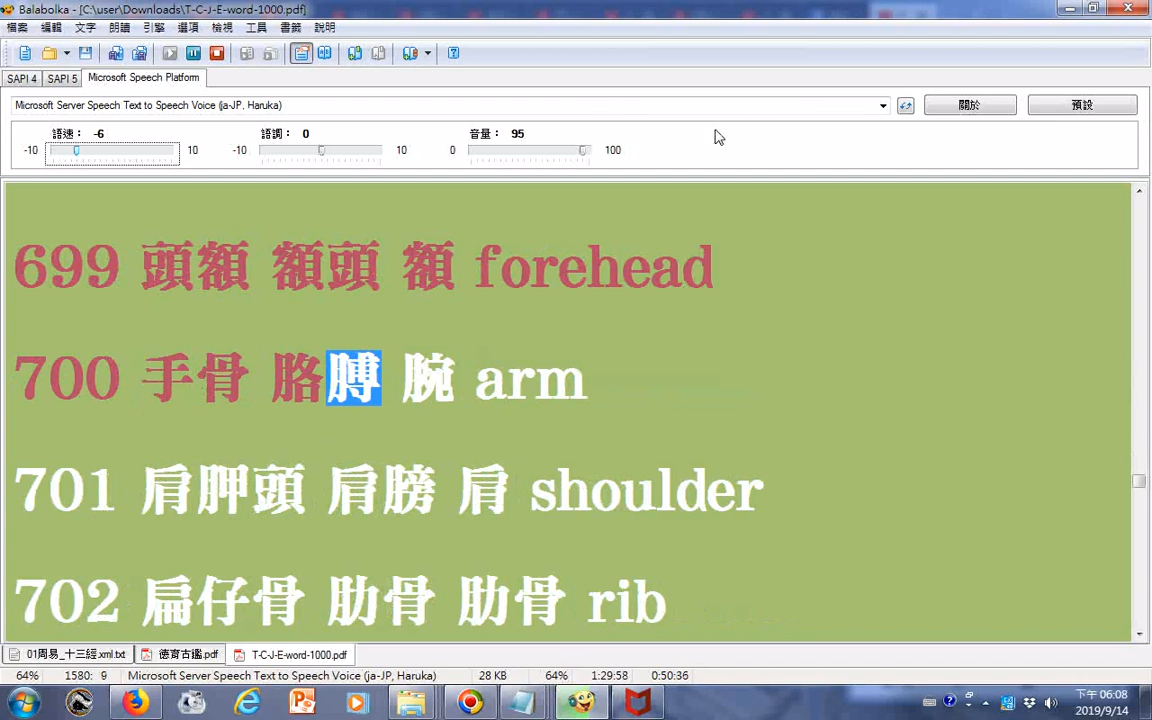 Balabolka - [C:\user\Downloads\T-C-J-E-word-1000.pdf]
檔案 編輯 文字 朗讀 引擎 選項 檢視 工具 書籤 說明
SAPI 4 SAPI 5 Microsoft Speech Platform
Microsoft Server Speech Text to Speech Voice (ja-JP, Haruka) 關於 預設
語速： -6 語調： 0 音量： 95
-10 10 -10 10 0 100
699 頭額 額頭 額 forehead
700 手骨 胳膊 腕 arm
701 肩胛頭 肩膀 肩 shoulder
702 扁仔骨 肋骨 肋骨 rib
01周易_十三經.xml.txt 德育古鑑.pdf T-C-J-E-word-1000.pdf
64% 1580: 9 Microsoft Server Speech Text to Speech Voice (ja-JP, Haruka) 28 KB 64% 1:29:58 0:50:36
下午 06:08
2019/9/14